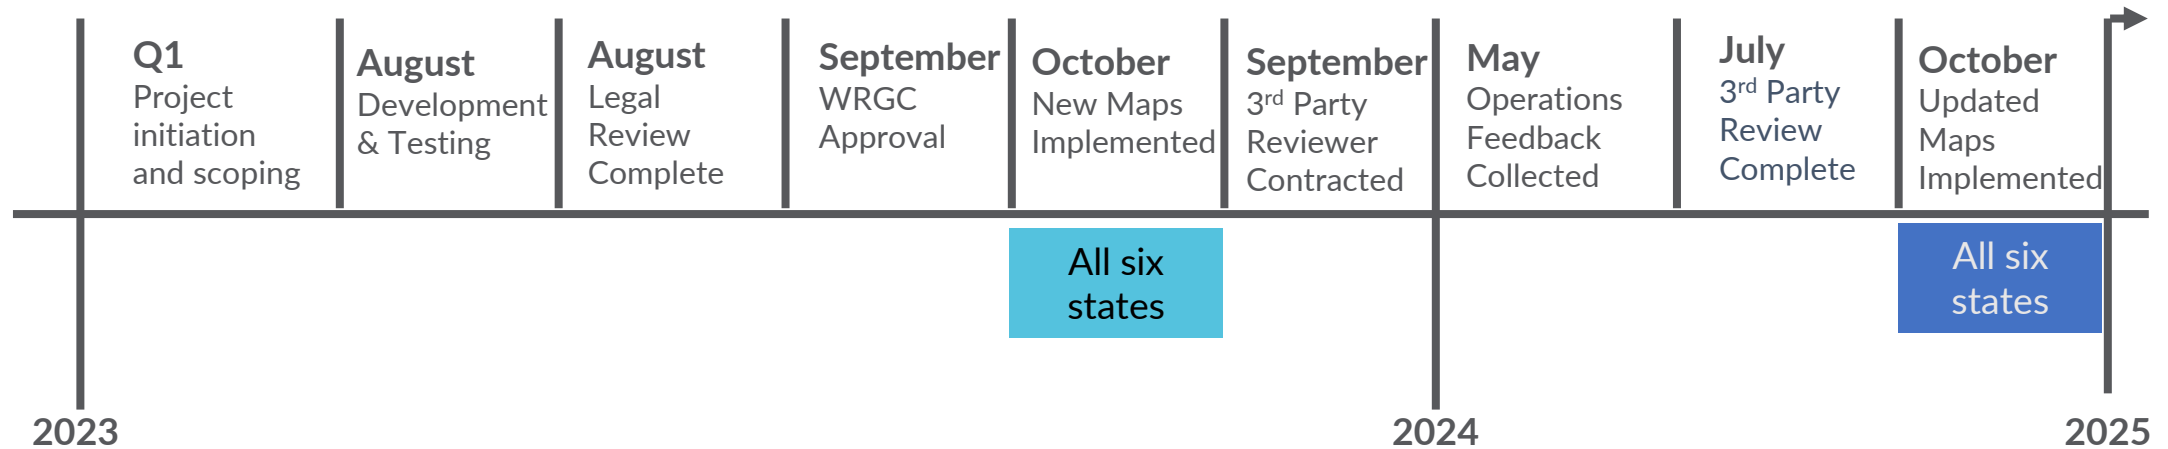 Q1
Project
initiation
and scoping
August
Development
& Testing
August
Legal
Review
Complete
September
WRGC
Approval
October
New Maps
Implemented
September
3rd Party
Reviewer
Contracted
May
Operations
Feedback
Collected
July
3rd Party
Review
Complete
October
Updated
Maps
Implemented
All six
states
All six
states
2023
2024
2025